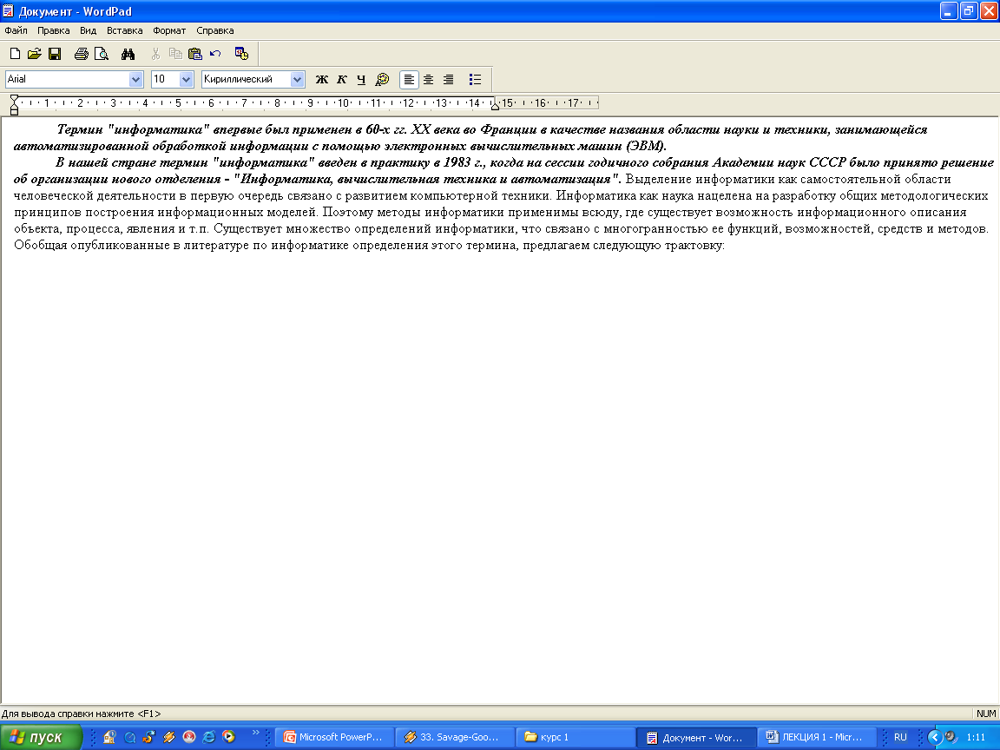 Документ - WordPad
Файл Правка Вид Вставка Формат Справка
Arial 10 Кириллический Ж К Ч
1 2 3 4 5 6 7 8 9 10 11 12 13 14 15 16 17
Термин "информатика" впервые был применен в 60-х гг. XX века во Франции в качестве названия области науки и техники, занимающейся
автоматизированной обработкой информации с помощью электронных вычислительных машин (ЭВМ).
В нашей стране термин "информатика" введен в практику в 1983 г., когда на сессии годичного собрания Академии наук СССР было принято решение
об организации нового отделения - "Информатика, вычислительная техника и автоматизация". Выделение информатики как самостоятельной области
человеческой деятельности в первую очередь связано с развитием компьютерной техники. Информатика как наука нацелена на разработку общих методологических
принципов построения информационных моделей. Поэтому методы информатики применимы всюду, где существует возможность информационного описания
объекта, процесса, явления и т.п. Существует множество определений информатики, что связано с многогранностью ее функций, возможностей, средств и методов.
Обобщая опубликованные в литературе по информатике определения этого термина, предлагаем следующую трактовку:
Для вывода справки нажмите <F1> NUM
пуск Microsoft PowerP... 33. Savage-Goo... курс 1 Документ - Wor... ЛЕКЦИЯ 1 - Micr... RU 1:11